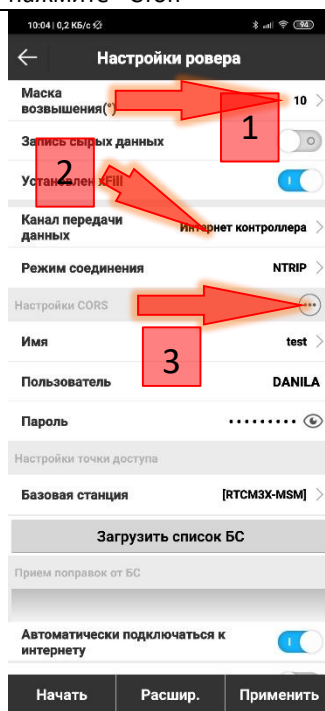 нажмите "Стоп"
10:04 | 0,2 КБ/с
94
Настройки ровера
Маска
возвышения(°)
10
1
Запись сырых данных
2
Установлен xFill
Канал передачи
данных
Интернет контроллера
Режим соединения
NTRIP
Настройки CORS
3
Имя
test
Пользователь
DANILA
Пароль
•••••••••
Настройки точки доступа
Базовая станция
[RTCM3X-MSM]
Загрузить список БС
Прием поправок от БС
Автоматически подключаться к
интернету
Начать
Расшир.
Применить